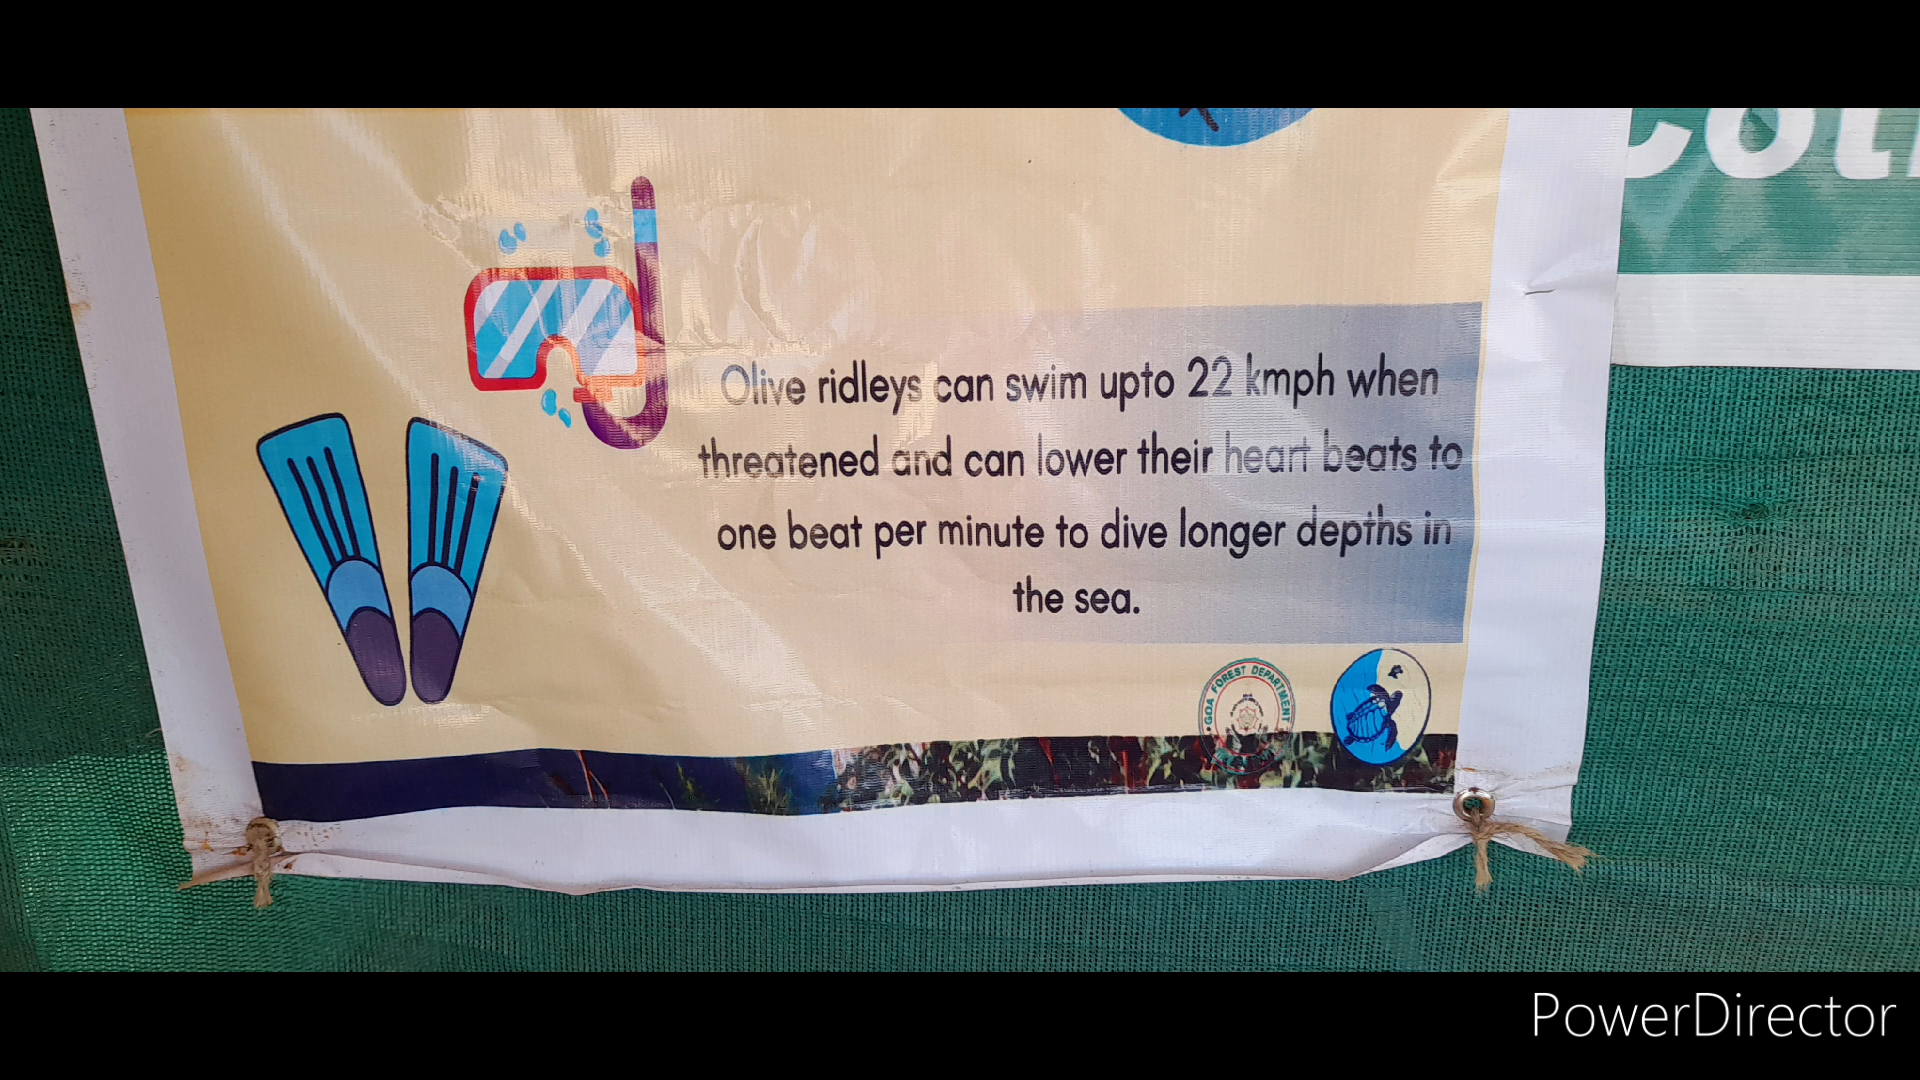 Olive ridleys can swim upto 22 kmph when
threatened and can lower their heart beats to
one beat per minute to dive longer depths in
the sea.
GOA FOREST DEPARTMENT
PowerDirector